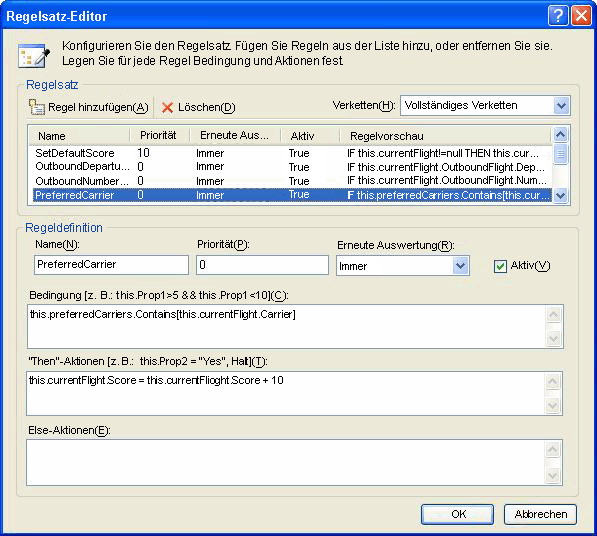 Regelsatz-Editor
Konfigurieren Sie den Regelsatz. Fügen Sie Regeln aus der Liste hinzu, oder entfernen Sie sie.
Legen Sie für jede Regel Bedingung und Aktionen fest.
Regelsatz
Regel hinzufügen(A) Löschen(D) Verketten(H): Vollständiges Verketten
Name Priorität Erneute Aus... Aktiv Regelvorschau
SetDefaultScore 10 Immer True IF this.currentFlight!=null THEN this.cur...
OutboundDepartu... 0 Immer True IF this.currentFlight.OutboundFlight.Dep...
OutboundNumber... 0 Immer True IF this.currentFlight.OutboundFlight.Num...
PreferredCarrier 0 Immer True IF this.preferredCarriers.Contains[this.cur...
Regeldefinition
Name(N): Priorität(P): Erneute Auswertung(R):
PreferredCarrier 0 Immer Aktiv(V)
Bedingung [z. B.: this.Prop1>5 && this.Prop1<10](C):
this.preferredCarriers.Contains[this.currentFlight.Carrier]
"Then"-Aktionen [z. B.: this.Prop2 = "Yes", Halt](T):
this.currentFlight.Score = this.currentFlioght.Score + 10
Else-Aktionen(E):
OK Abbrechen